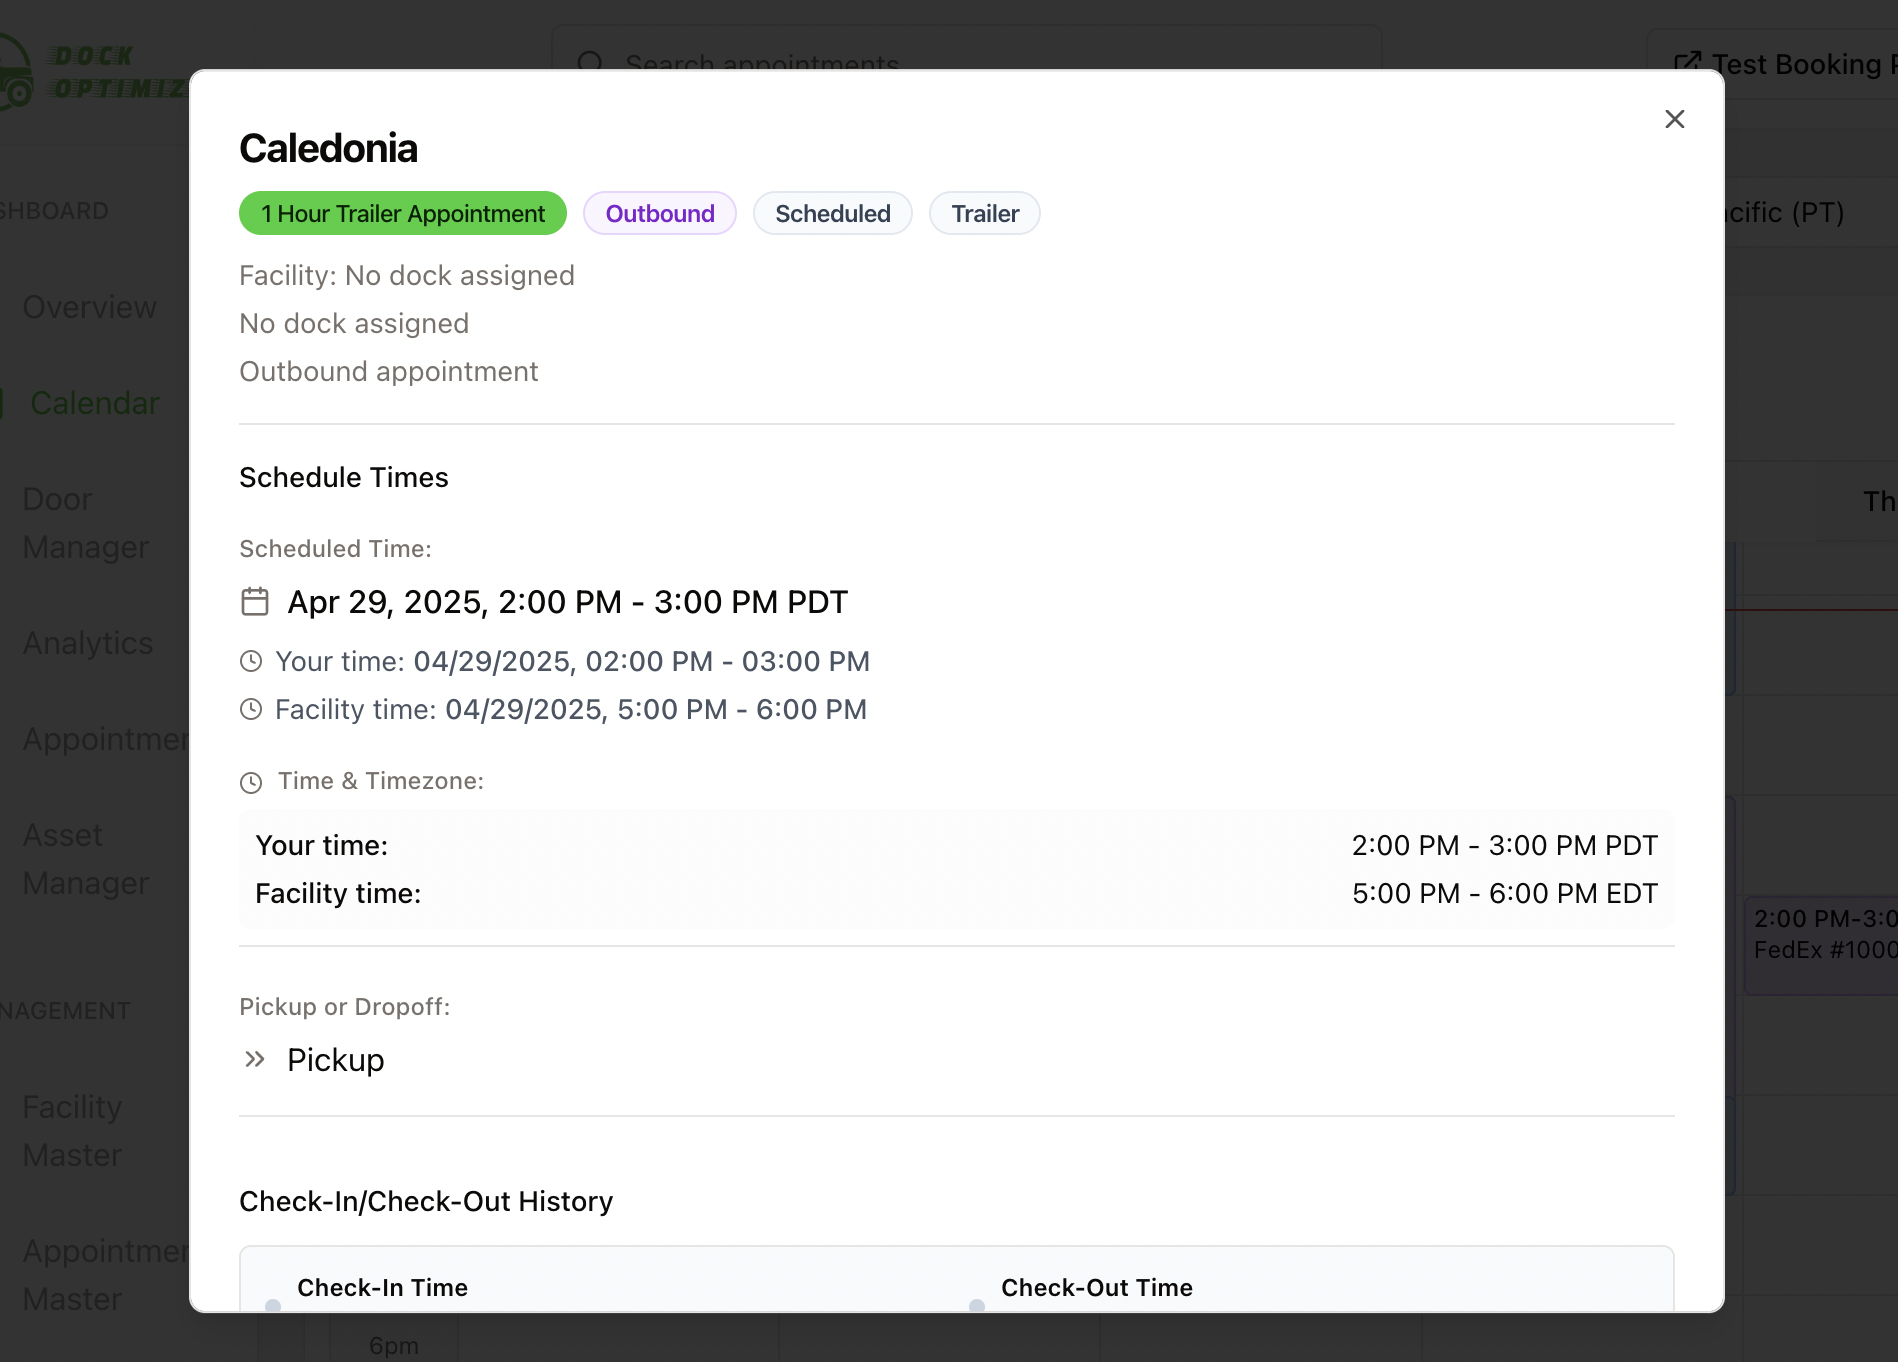 DOCK
OPTIMIZ
Search appointments
Test Booking
cific (PT)
SHBOARD
Overview
Calendar
Door
Manager
Analytics
Appointmen
Asset
Manager
NAGEMENT
Facility
Master
Appointmen
Master
Caledonia
1 Hour Trailer Appointment
Outbound
Scheduled
Trailer
Facility: No dock assigned
No dock assigned
Outbound appointment
Schedule Times
Scheduled Time:
Apr 29, 2025, 2:00 PM - 3:00 PM PDT
Your time: 04/29/2025, 02:00 PM - 03:00 PM
Facility time: 04/29/2025, 5:00 PM - 6:00 PM
Time & Timezone:
Your time: 2:00 PM - 3:00 PM PDT
Facility time: 5:00 PM - 6:00 PM EDT
Pickup or Dropoff:
Pickup
Check-In/Check-Out History
Check-In Time
Check-Out Time
Th
2:00 PM-3:0
FedEx #1000
6pm